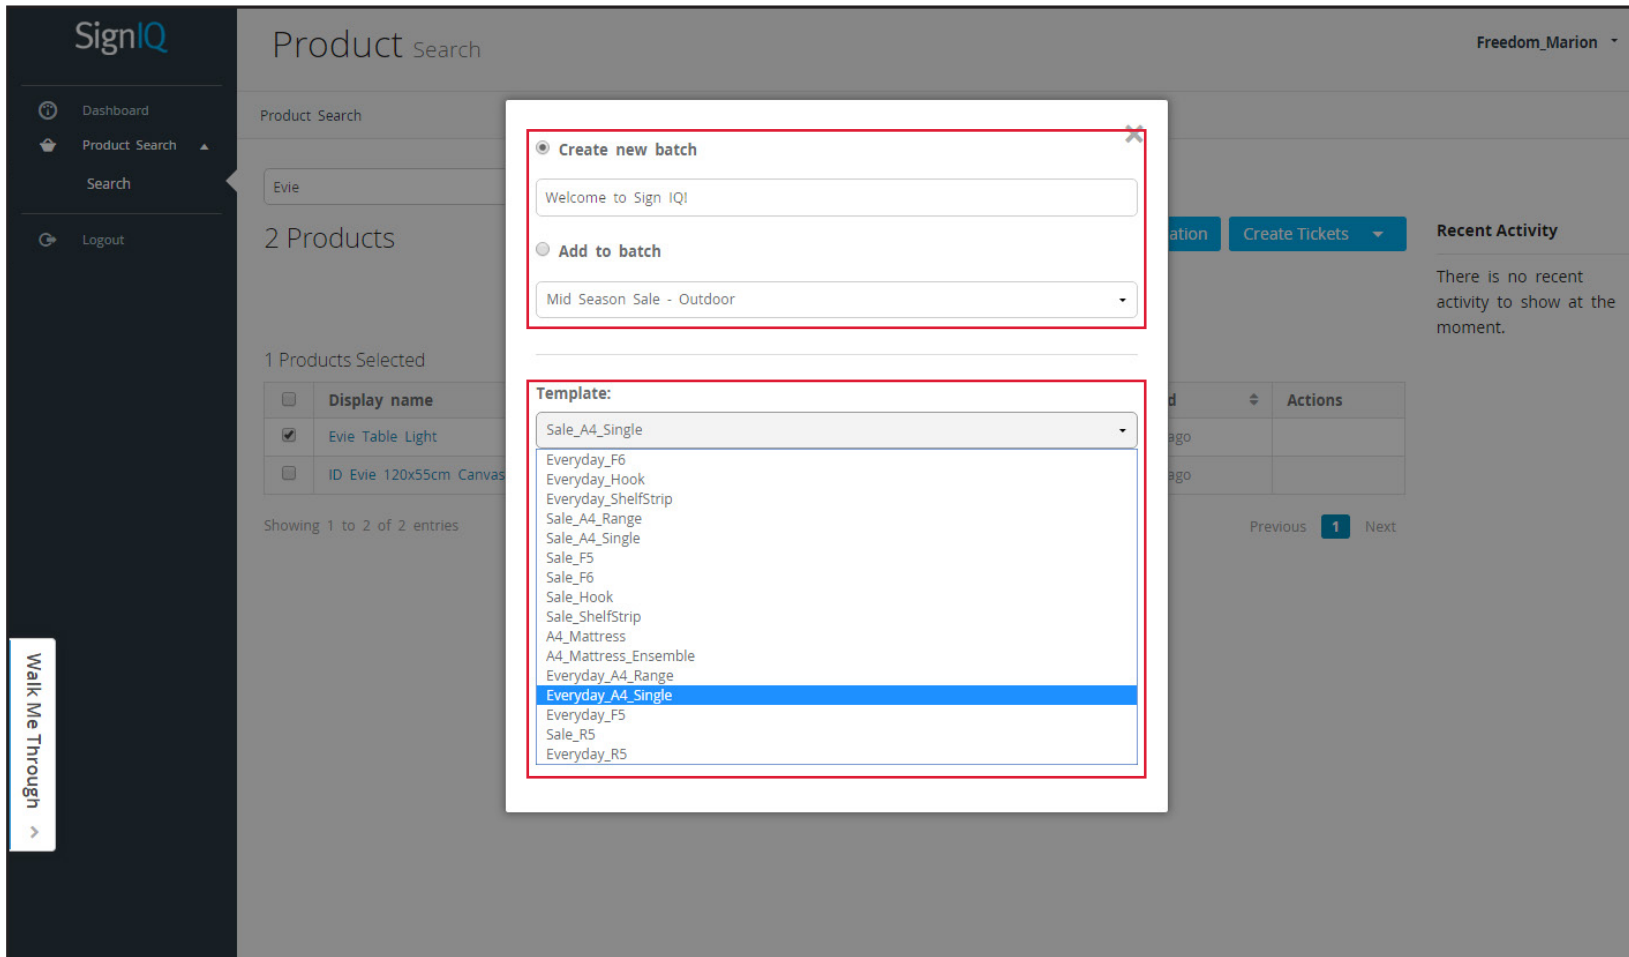 SignIQ
Product Search
Freedom_Marion
Dashboard
Product Search
Search
Logout
Product Search
Evie
2 Products
ation
Create Tickets
Recent Activity
There is no recent
activity to show at the
moment.
1 Products Selected
Display name
d
Actions
Evie Table Light
ago
ID Evie 120x55cm Canvas
ago
Showing 1 to 2 of 2 entries
Previous 1 Next
Create new batch
Welcome to Sign IQ!
Add to batch
Mid Season Sale - Outdoor
Template:
Sale_A4_Single
Everyday_F6
Everyday_Hook
Everyday_ShelfStrip
Sale_A4_Range
Sale_A4_Single
Sale_F5
Sale_F6
Sale_Hook
Sale_ShelfStrip
A4_Mattress
A4_Mattress_Ensemble
Everyday_A4_Range
Everyday_A4_Single
Everyday_F5
Sale_R5
Everyday_R5
Walk Me Through